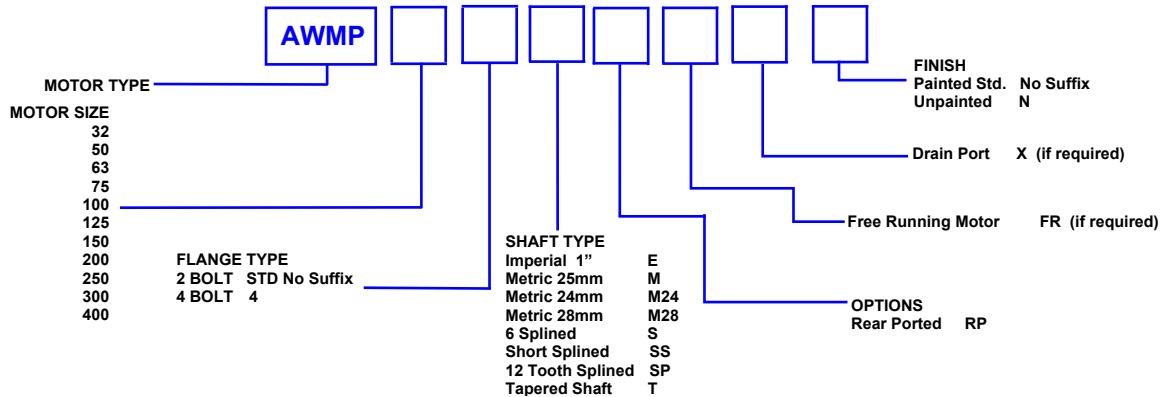 AWMP
MOTOR TYPE
MOTOR SIZE
32
50
63
75
100
125
150
200
250
300
400
FLANGE TYPE
2 BOLT STD No Suffix
4 BOLT 4
SHAFT TYPE
Imperial 1” E
Metric 25mm M
Metric 24mm M24
Metric 28mm M28
6 Splined S
Short Splined SS
12 Tooth Splined SP
Tapered Shaft T
OPTIONS
Rear Ported RP
Free Running Motor FR (if required)
Drain Port X (if required)
FINISH
Painted Std. No Suffix
Unpainted N